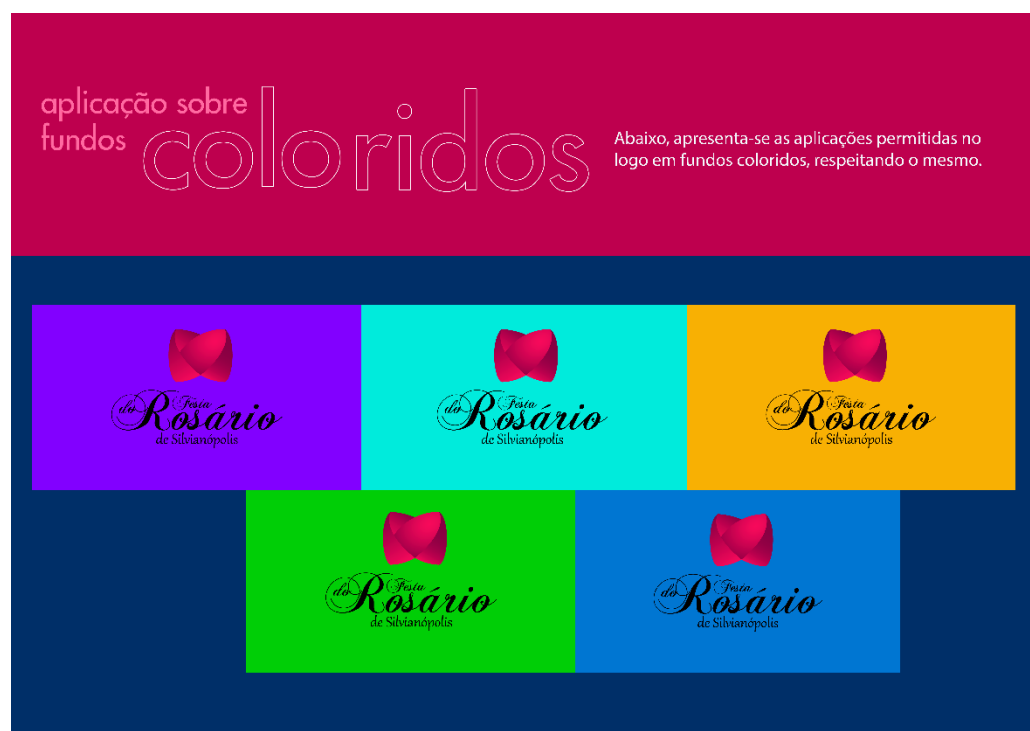 aplicação sobre
fundos coloridos
Abaixo, apresenta-se as aplicações permitidas no
logo em fundos coloridos, respeitando o mesmo.
Festa
do Rosário
de Silvianópolis
Festa
do Rosário
de Silvianópolis
Festa
do Rosário
de Silvianópolis
Festa
do Rosário
de Silvianópolis
Festa
do Rosário
de Silvianópolis